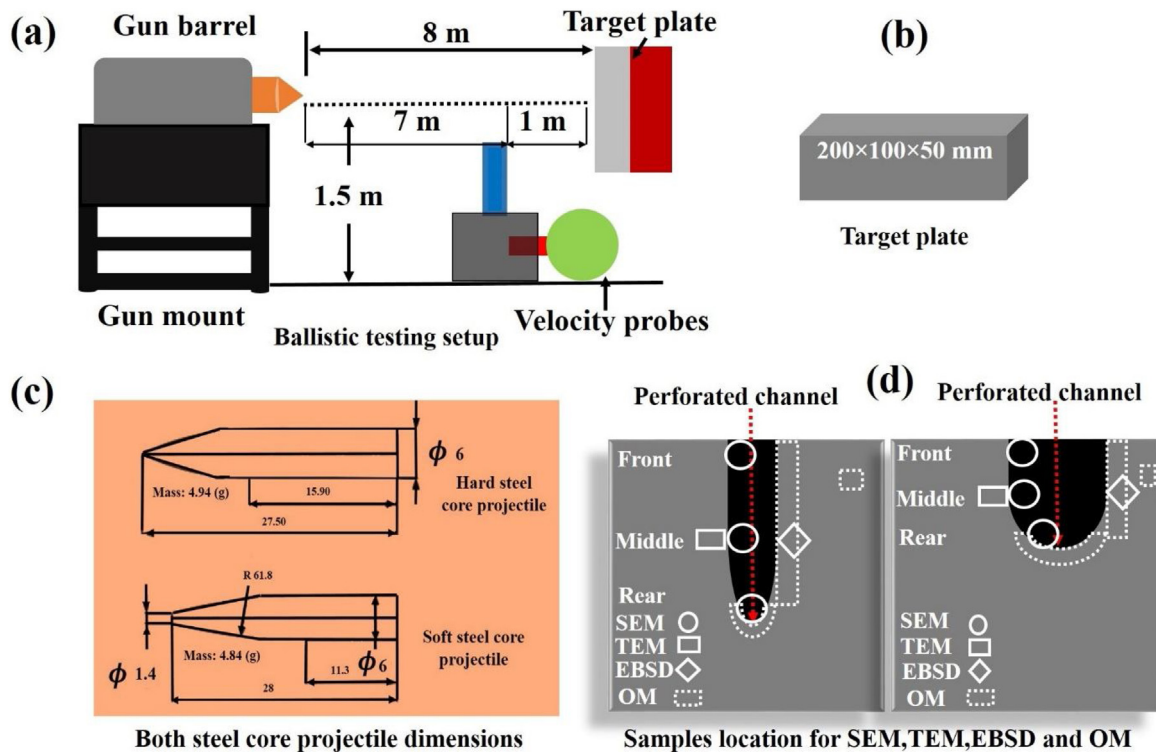 (a)
Gun barrel
8 m
Target plate
7 m
1 m
1.5 m
Gun mount
Ballistic testing setup
Velocity probes
(b)
200×100×50 mm
Target plate
(c)
ϕ 6
Hard steel
core projectile
Mass: 4.94 (g)
15.90
27.50
R 61.8
Soft steel core
projectile
Mass: 4.84 (g)
ϕ6
ϕ 1.4
11.3
28
Both steel core projectile dimensions
(d)
Perforated channel
Front
Middle
Rear
SEM
TEM
EBSD
OM
Perforated channel
Front
Middle
Rear
SEM
TEM
EBSD
OM
Samples location for SEM,TEM,EBSD and OM